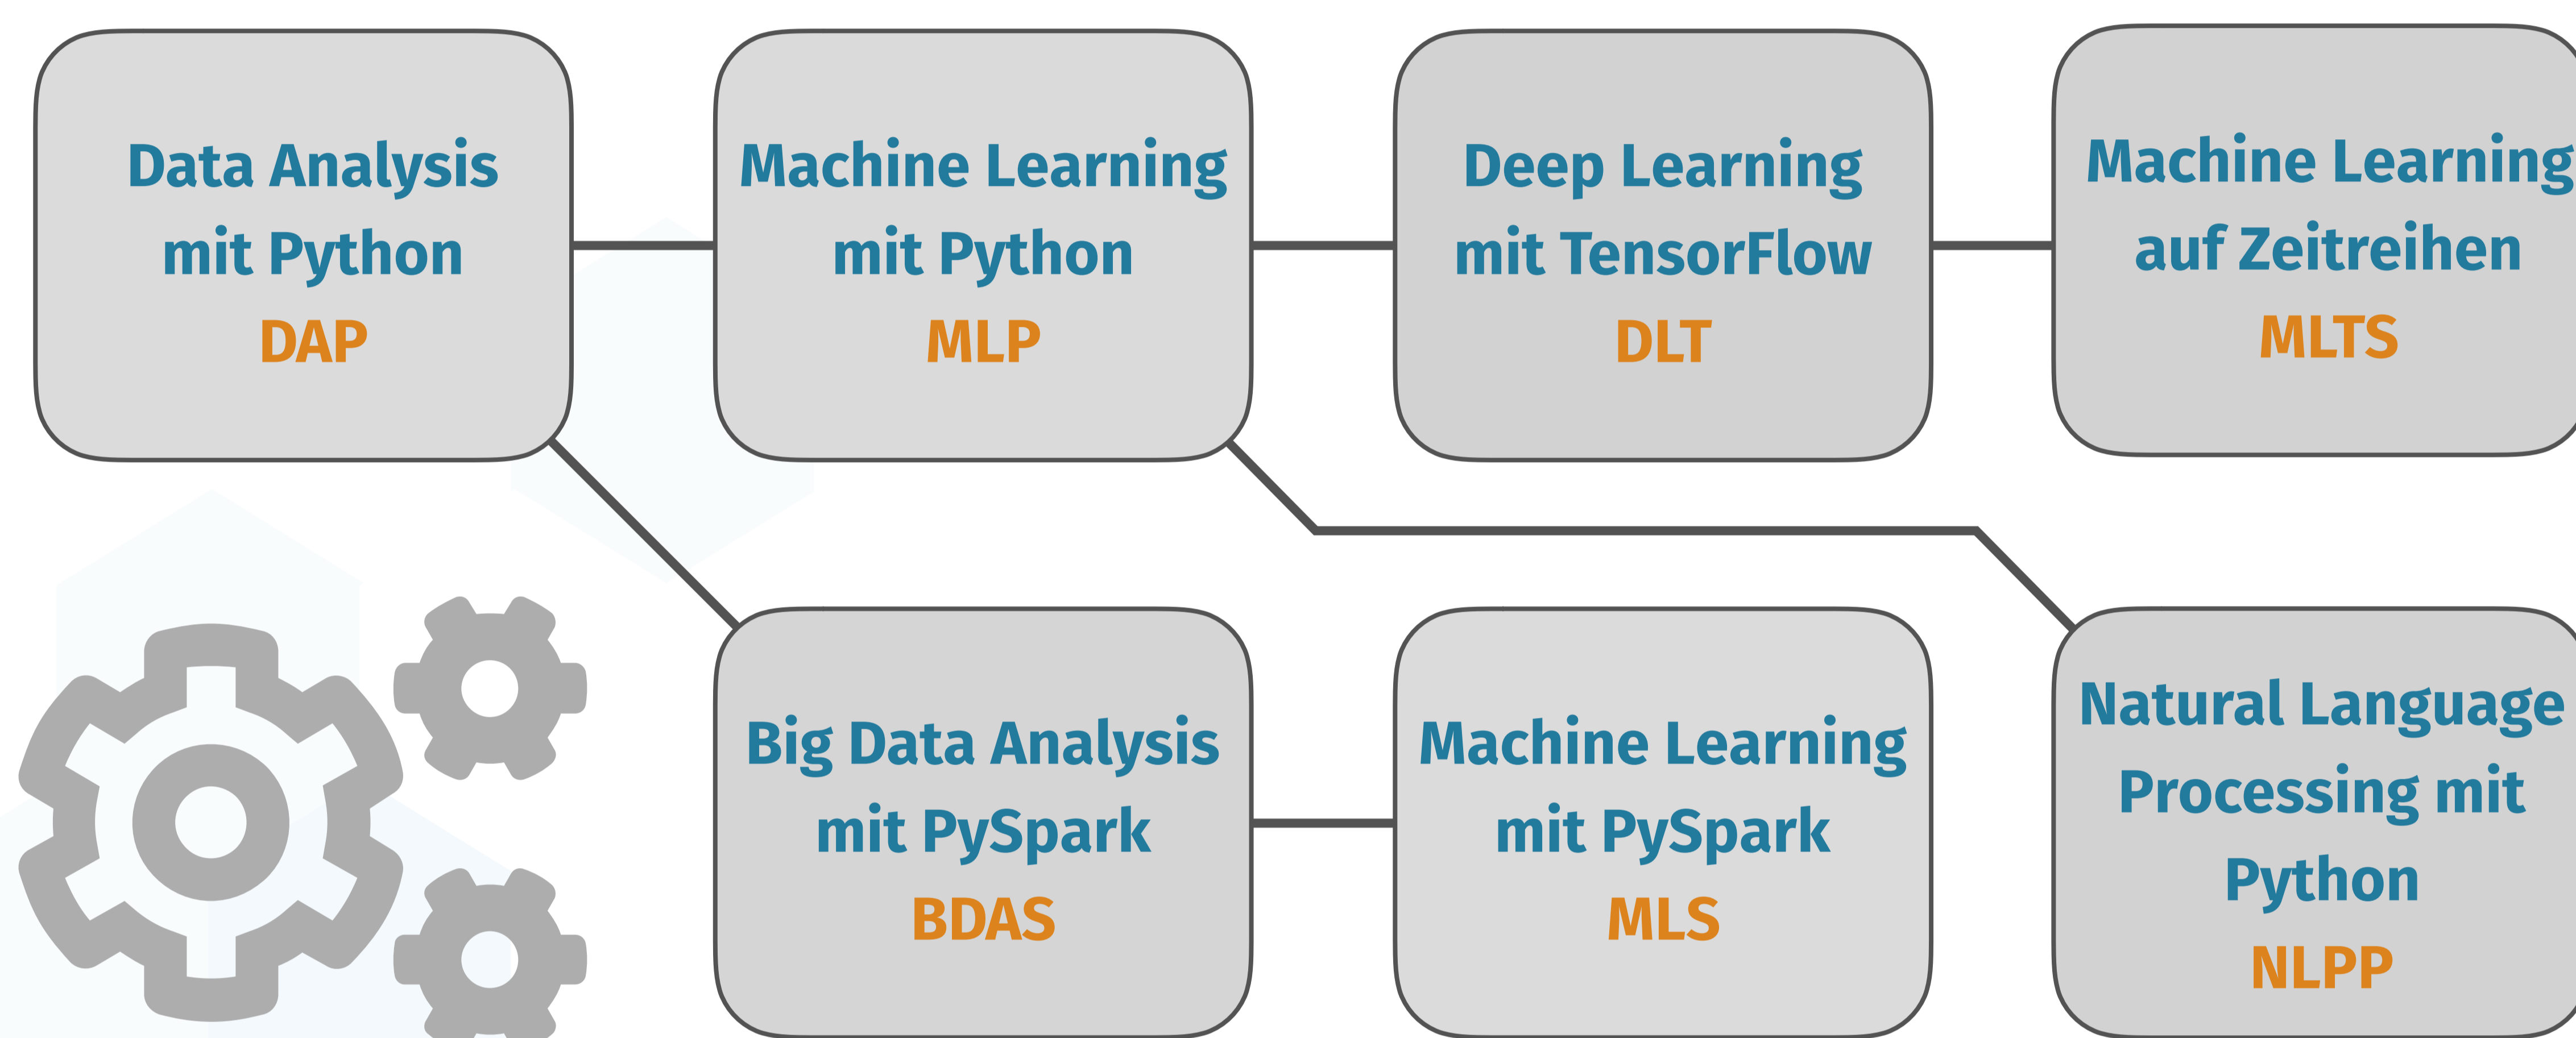 Data Analysis
mit Python
DAP
Machine Learning
mit Python
MLP
Deep Learning
mit TensorFlow
DLT
Machine Learning
auf Zeitreihen
MLTS
Big Data Analysis
mit PySpark
BDAS
Machine Learning
mit PySpark
MLS
Natural Language
Processing mit
Python
NLPP